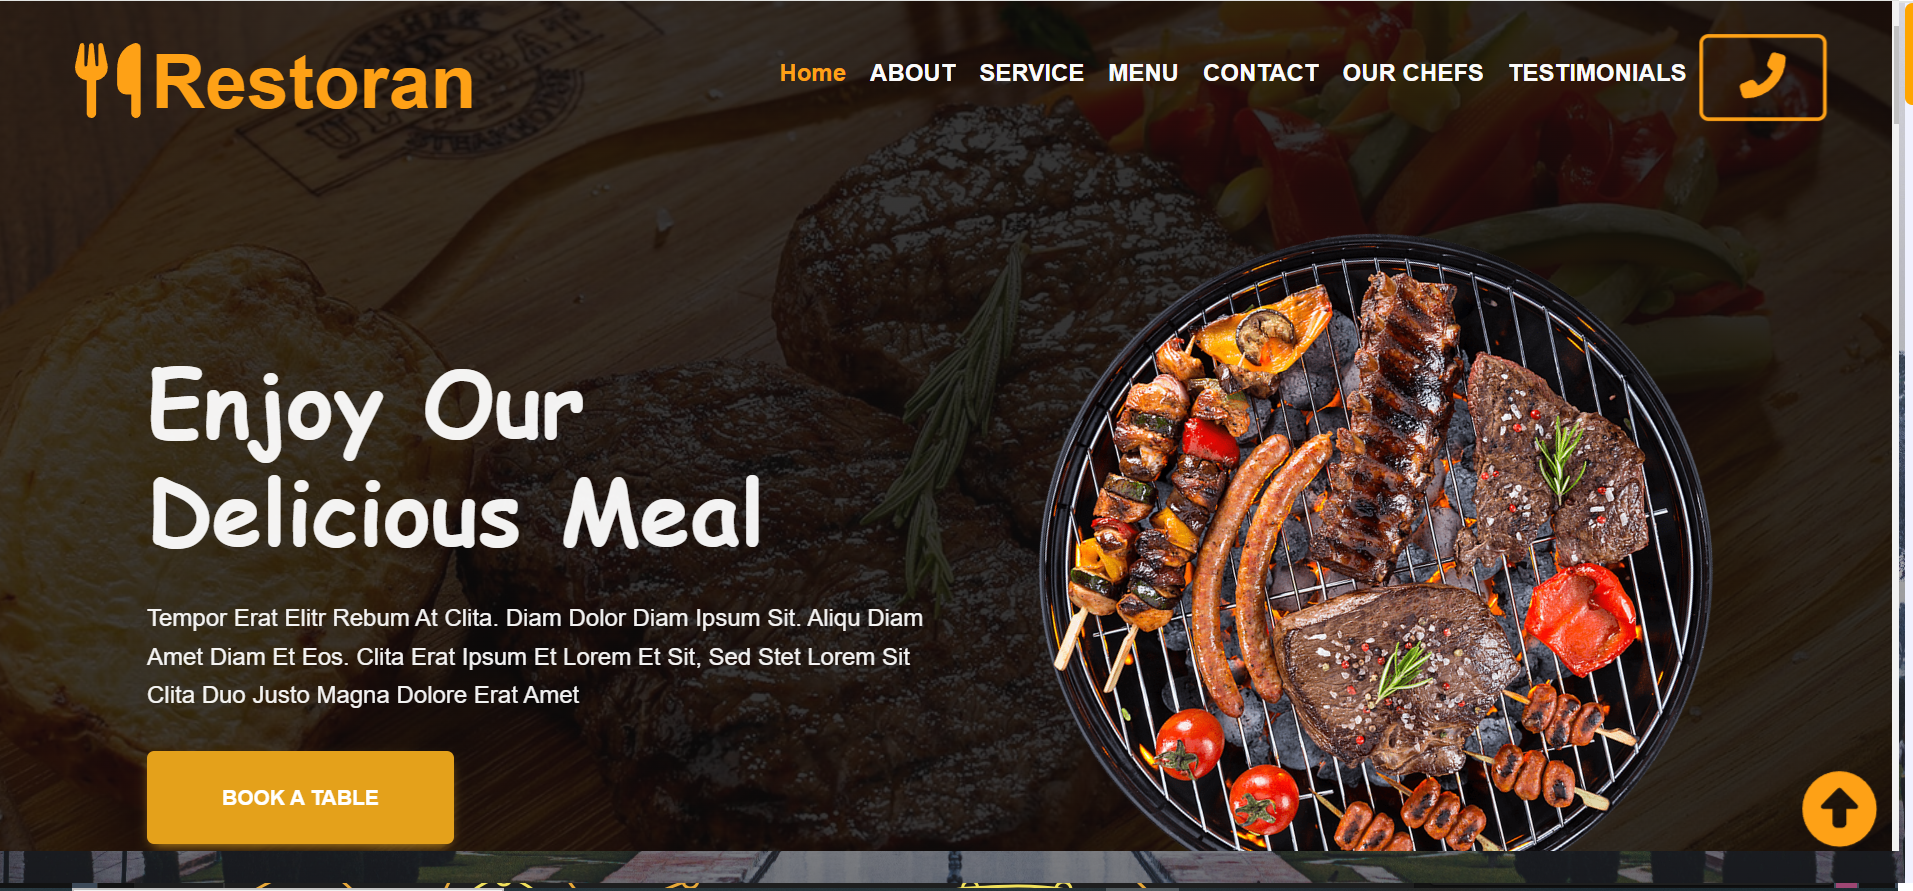 Restoran
Home ABOUT SERVICE MENU CONTACT OUR CHEFS TESTIMONIALS
Enjoy Our
Delicious Meal
Tempor Erat Elitr Rebum At Clita. Diam Dolor Diam Ipsum Sit. Aliqu Diam
Amet Diam Et Eos. Clita Erat Ipsum Et Lorem Et Sit, Sed Stet Lorem Sit
Clita Duo Justo Magna Dolore Erat Amet
BOOK A TABLE